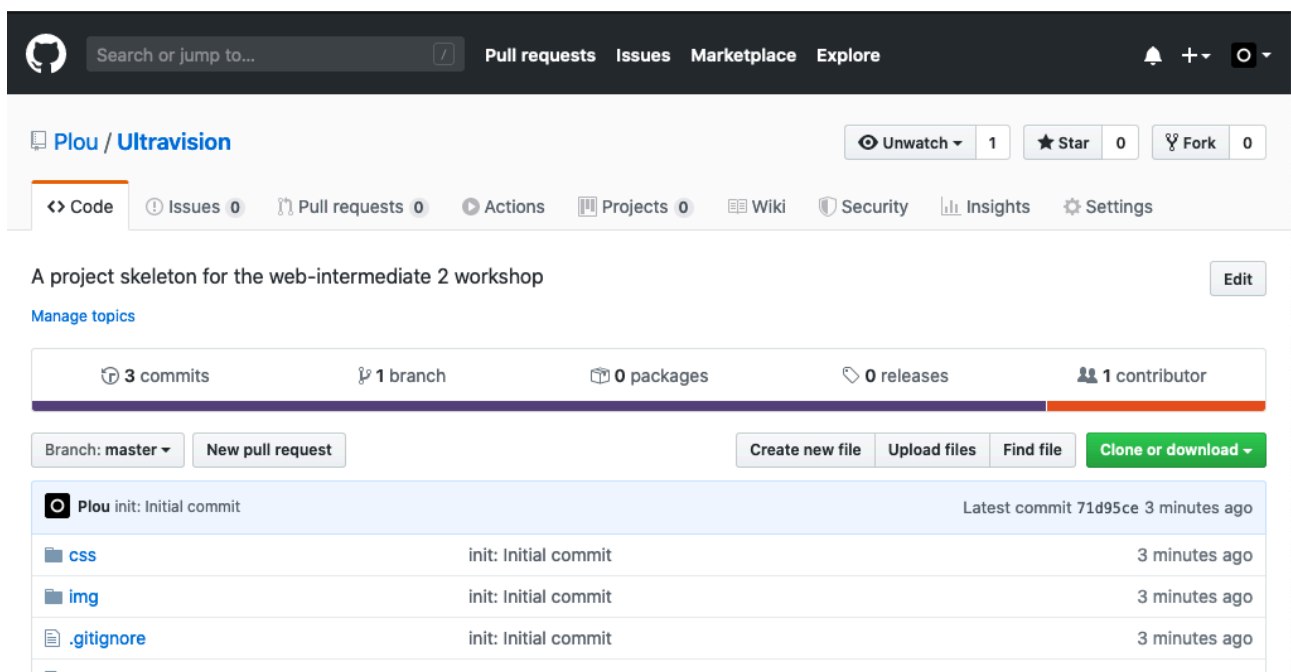 Search or jump to... / Pull requests Issues Marketplace Explore
Plou / Ultravision Unwatch 1 Star 0 Fork 0
Code Issues 0 Pull requests 0 Actions Projects 0 Wiki Security Insights Settings
A project skeleton for the web-intermediate 2 workshop Edit
Manage topics
3 commits 1 branch 0 packages 0 releases 1 contributor
Branch: master New pull request Create new file Upload files Find file Clone or download
Plou init: Initial commit Latest commit 71d95ce 3 minutes ago
css init: Initial commit 3 minutes ago
img init: Initial commit 3 minutes ago
.gitignore init: Initial commit 3 minutes ago